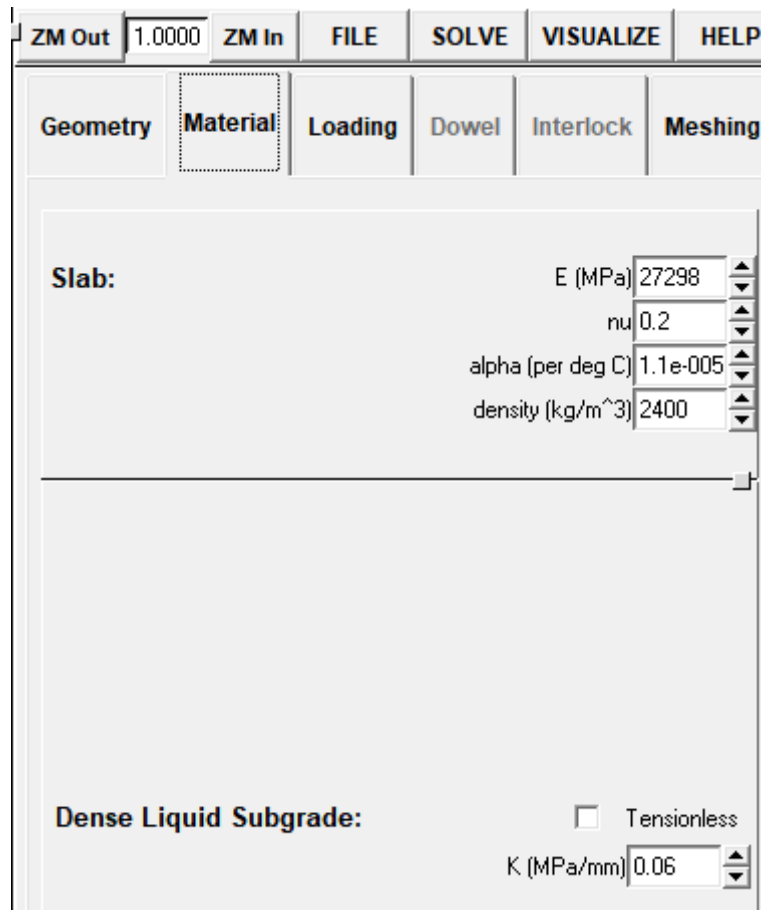 ZM Out 1.0000 ZM In FILE SOLVE VISUALIZE HELP
Geometry Material Loading Dowel Interlock Meshing
Slab: E (MPa) 27298
nu 0.2
alpha (per deg C) 1.1e-005
density (kg/m^3) 2400
Dense Liquid Subgrade: Tensionless
K (MPa/mm) 0.06